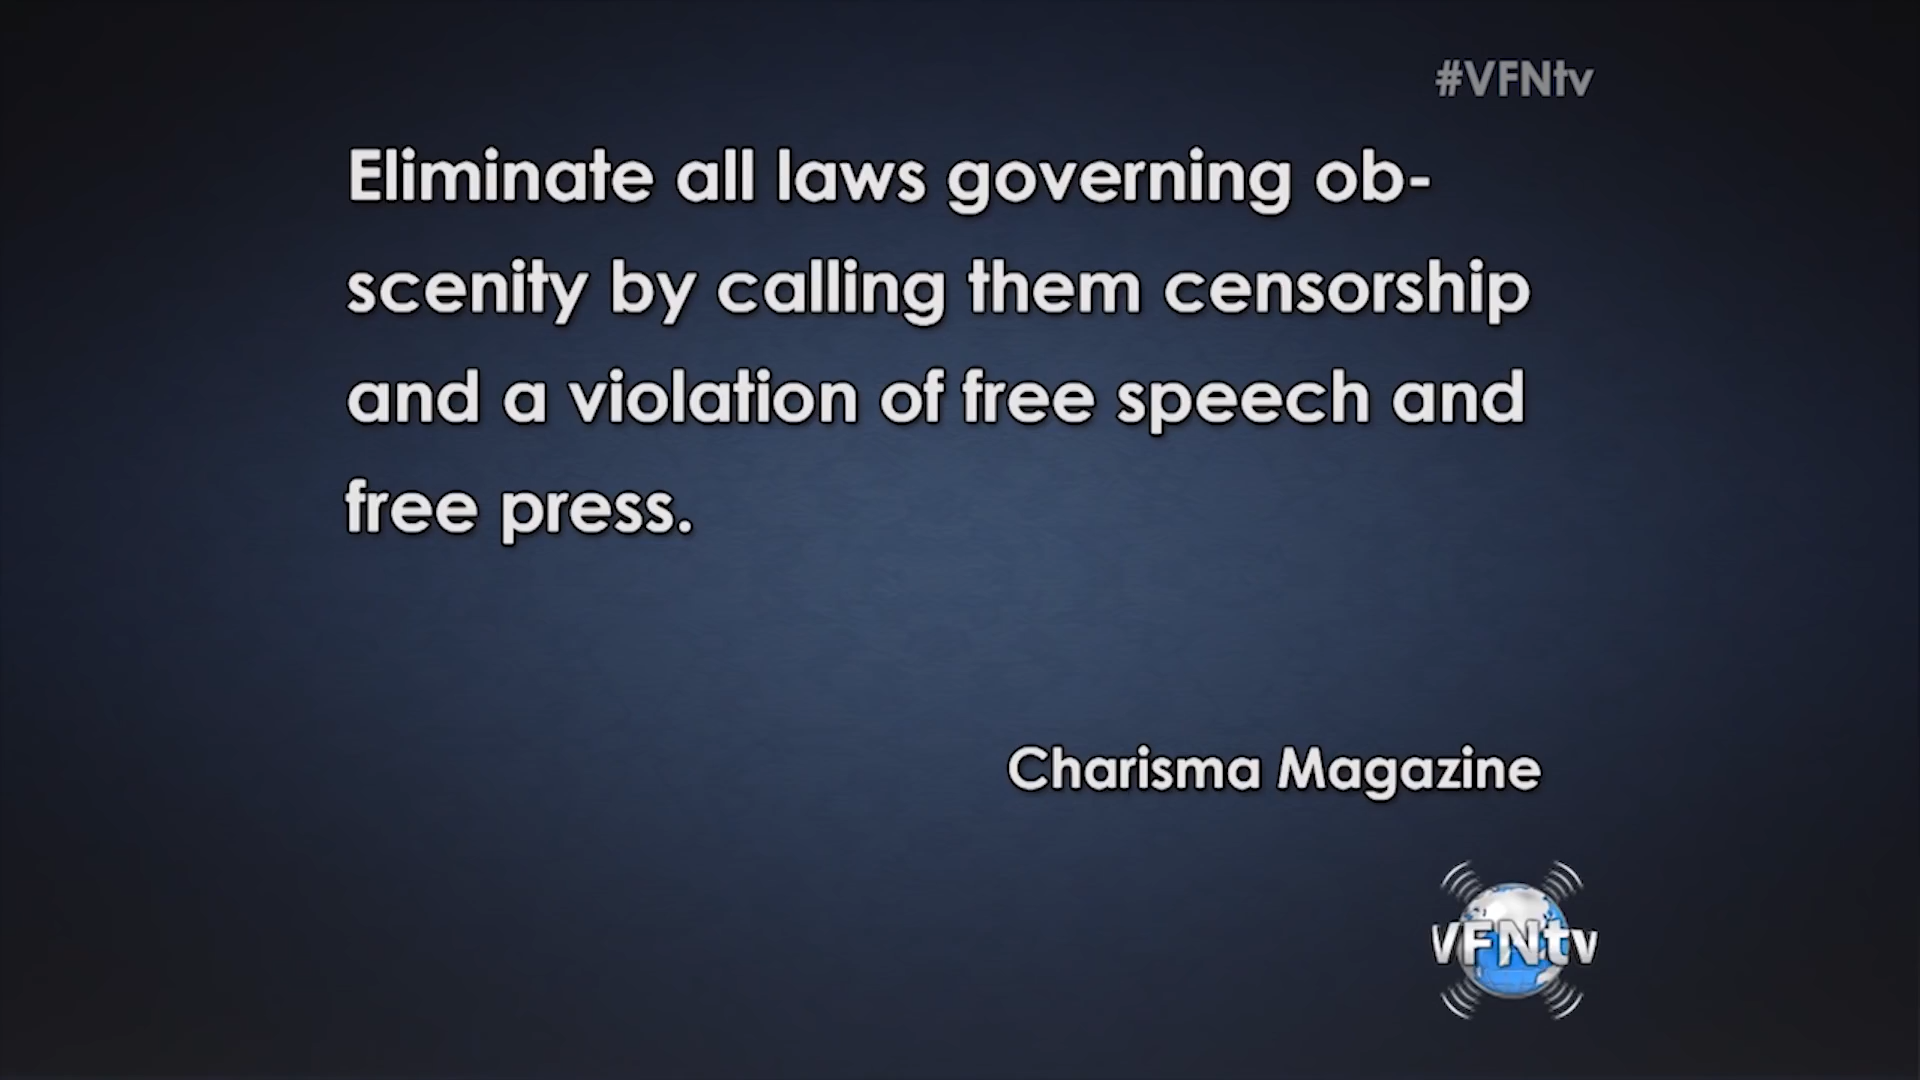 #VFNtv
Eliminate all laws governing ob-
scenity by calling them censorship
and a violation of free speech and
free press.
Charisma Magazine
VFNtv